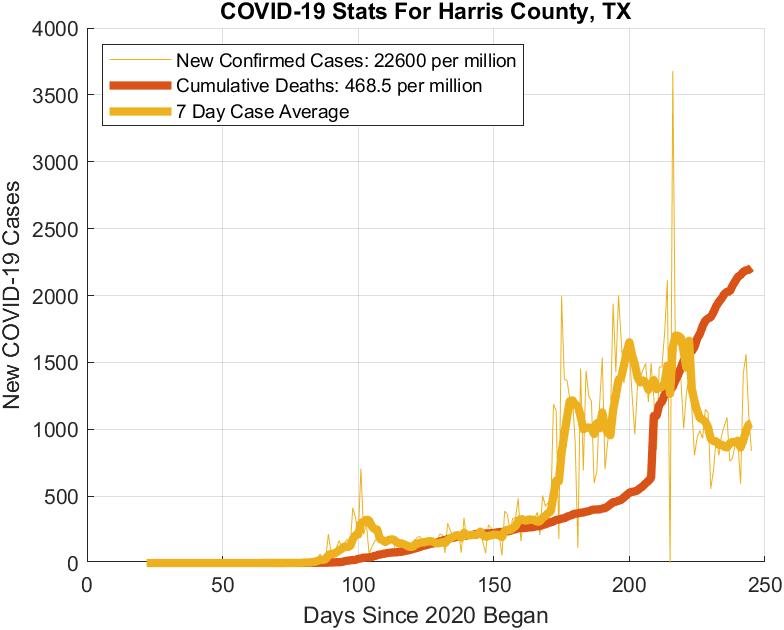 COVID-19 Stats For Harris County, TX
New Confirmed Cases: 22600 per million
Cumulative Deaths: 468.5 per million
7 Day Case Average
New COVID-19 Cases
4000
3500
3000
2500
2000
1500
1000
500
0
0 50 100 150 200 250
Days Since 2020 Began